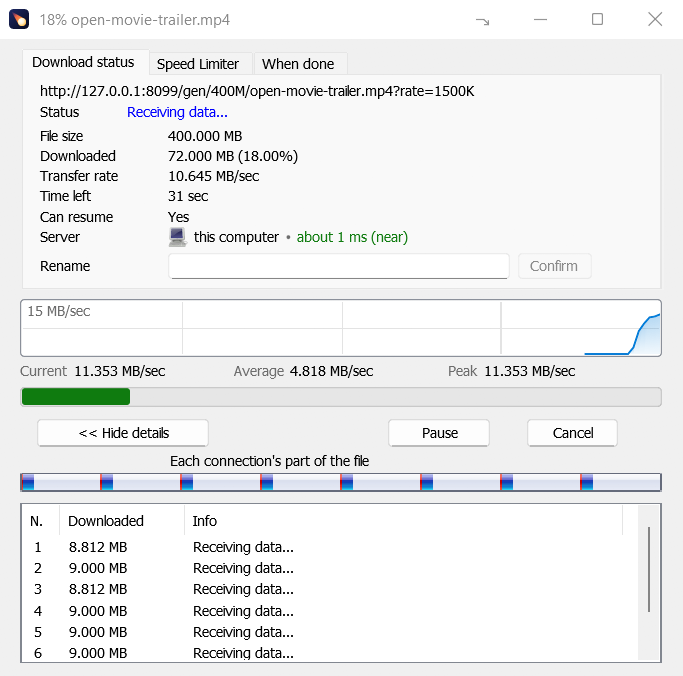 18% open-movie-trailer.mp4
Download status
Speed Limiter
When done
http://127.0.0.1:8099/gen/400M/open-movie-trailer.mp4?rate=1500K
Status Receiving data...
File size 400.000 MB
Downloaded 72.000 MB (18.00%)
Transfer rate 10.645 MB/sec
Time left 31 sec
Can resume Yes
Server this computer • about 1 ms (near)
Rename Confirm
15 MB/sec
Current 11.353 MB/sec Average 4.818 MB/sec Peak 11.353 MB/sec
<< Hide details Pause Cancel
Each connection's part of the file
N. Downloaded Info
1 8.812 MB Receiving data...
2 9.000 MB Receiving data...
3 8.812 MB Receiving data...
4 9.000 MB Receiving data...
5 9.000 MB Receiving data...
6 9.000 MB Receiving data...